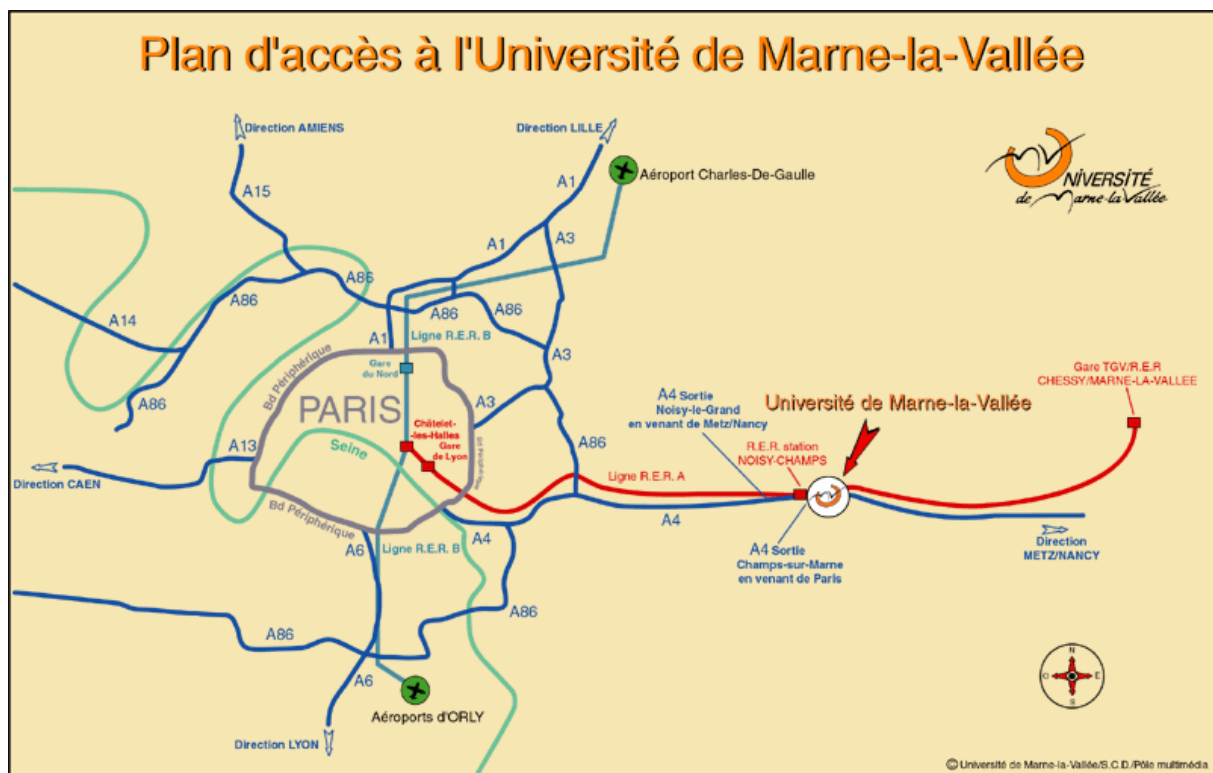 Plan d'accès à l'Université de Marne-la-Vallée
Direction AMIENS
Direction LILLE
Aéroport Charles-De-Gaulle
NIVERSITÉ
de Marne-la-Vallée
A15
A1
A1
A3
A86
A86
A86
A86
A14
A1
Ligne R.E.R. B
A3
Gare
du Nord
Bd Périphérique
PARIS
A86
A3
Châtelet
-les-Halles
Gare
de Lyon
Bd Périphérique
Seine
A13
Direction CAEN
A86
A4 Sortie
Noisy-le-Grand
en venant de Metz/Nancy
Université de Marne-la-Vallée
Gare TGV/R.E.R
CHESSY/MARNE-LA-VALLEE
R.E.R. station
NOISY-CHAMPS
Ligne R.E.R. A
A4
Bd Périphérique
A6
Ligne R.E.R. B
A4
A4 Sortie
Champs-sur-Marne
en venant de Paris
Direction
METZ/NANCY
A86
A86
A6
Aéroports d'ORLY
Direction LYON
N
O
E
S
© Université de Marne-la-Vallée/S.C.D./Pôle multimédia